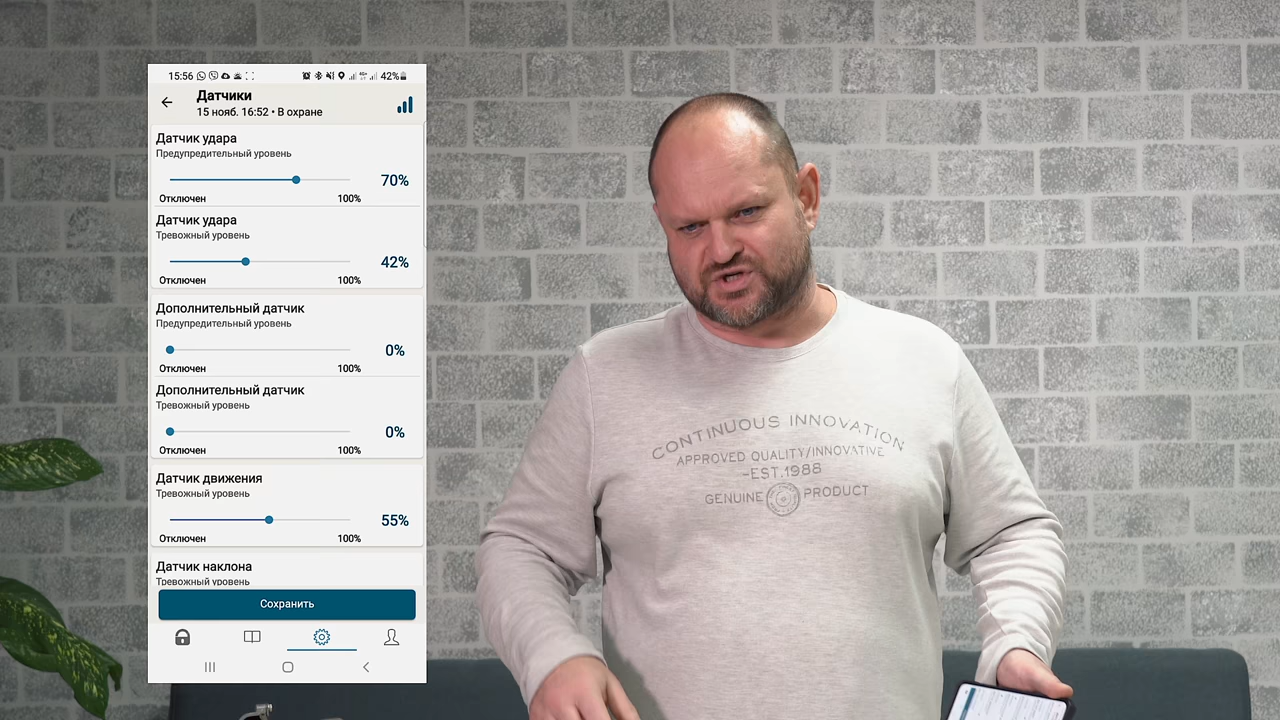 15:56 42%
Датчики
15 нояб. 16:52 • В охране
Датчик удара
Предупредительный уровень
70%
Отключен 100%
Датчик удара
Тревожный уровень
42%
Отключен 100%
Дополнительный датчик
Предупредительный уровень
0%
Отключен 100%
Дополнительный датчик
Тревожный уровень
0%
Отключен 100%
Датчик движения
Тревожный уровень
55%
Отключен 100%
Датчик наклона
Тревожный уровень
Сохранить
CONTINUOUS INNOVATION
APPROVED QUALITY/INNOVATIVE
-EST.1988
GENUINE PRODUCT